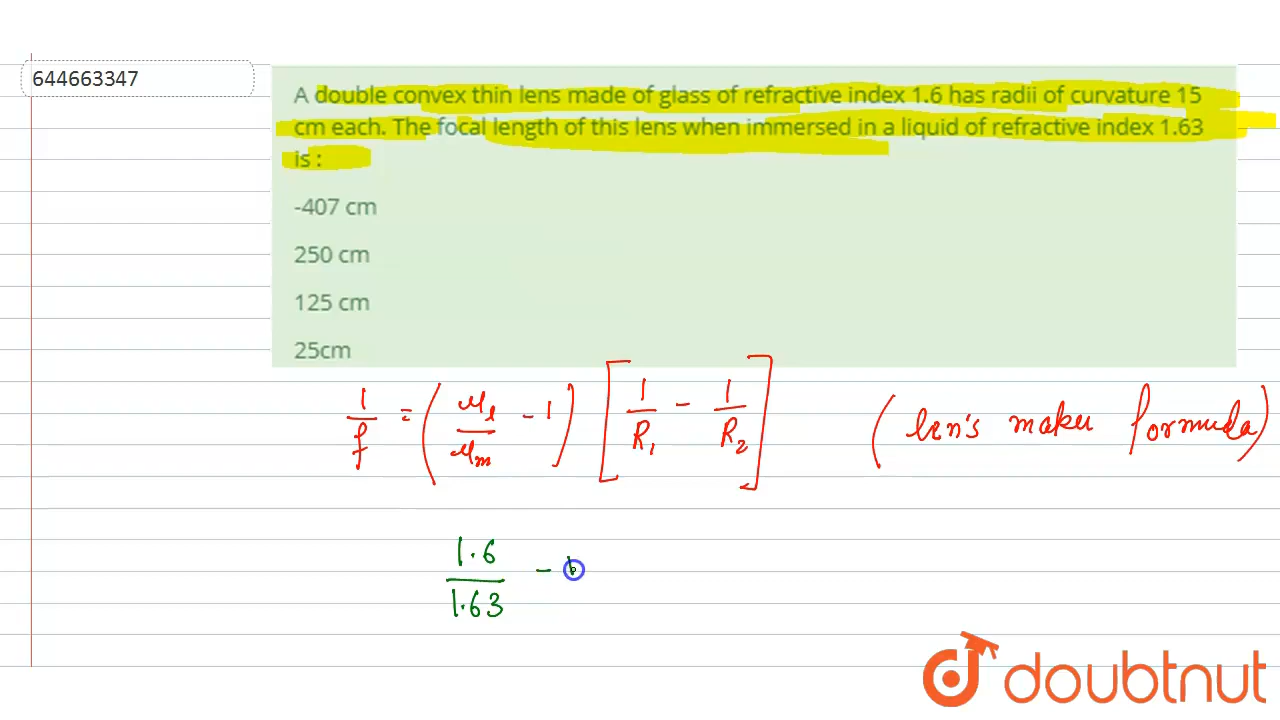 644663347
A double convex thin lens made of glass of refractive index 1.6 has radii of curvature 15
cm each. The focal length of this lens when immersed in a liquid of refractive index 1.63
is :
-407 cm
250 cm
125 cm
25cm
1/f = (μl/μm - 1) [1/R1 - 1/R2] (len's maker formula)
1.6/1.63 - 1
doubtnut